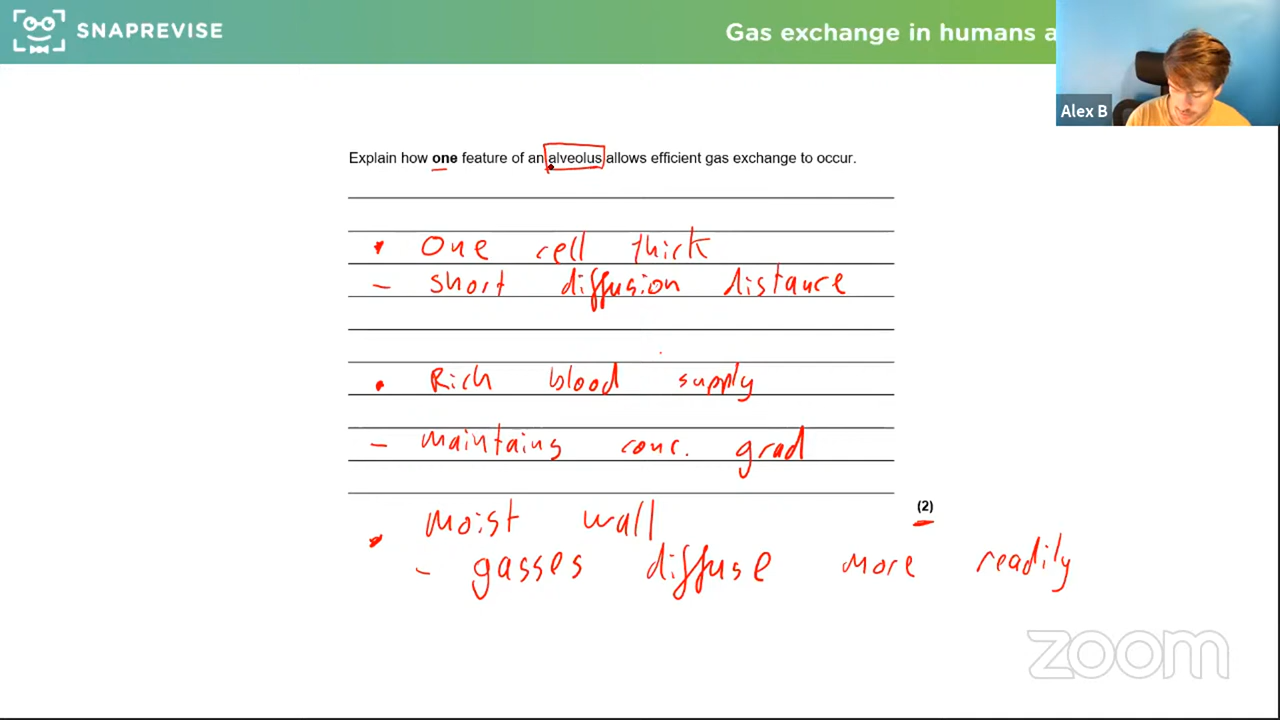 SNAPREVISE
Gas exchange in humans a
Alex B
Explain how one feature of an alveolus allows efficient gas exchange to occur.
• One cell thick
- short diffusion distance
• Rich blood supply
- maintains conc. grad
(2)
• moist wall
- gasses diffuse more readily
zoom